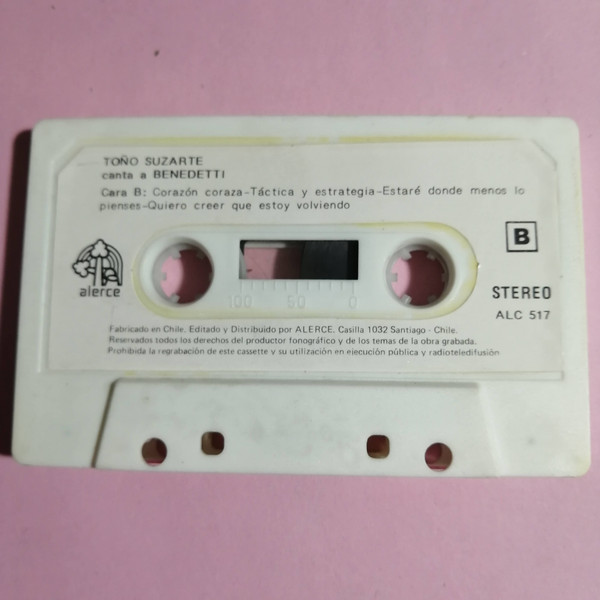 TOÑO SUZARTE
canta a BENEDETTI
Cara B: Corazón coraza-Táctica y estrategia-Estaré donde menos lo
pienses-Quiero creer que estoy volviendo
B
alerce
100 50 0
STEREO
ALC 517
Fabricado en Chile. Editado y Distribuido por ALERCE. Casilla 1032 Santiago - Chile.
Reservados todos los derechos del productor fonográfico y de los temas de la obra grabada.
Prohibida la regrabación de este cassette y su utilización en ejecución pública y radioteledifusión